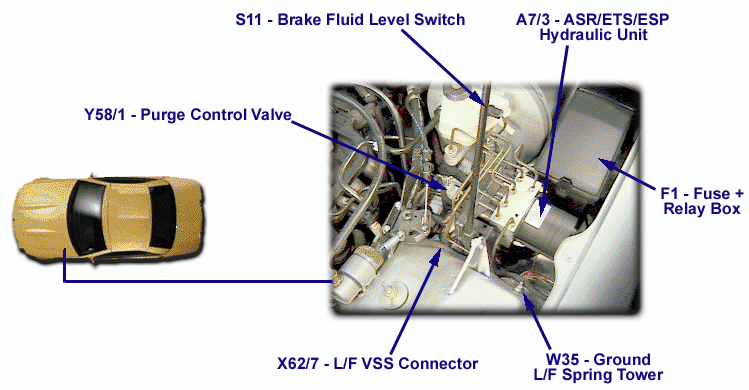 S11 - Brake Fluid Level Switch
A7/3 - ASR/ETS/ESP
Hydraulic Unit
Y58/1 - Purge Control Valve
F1 - Fuse +
Relay Box
X62/7 - L/F VSS Connector
W35 - Ground
L/F Spring Tower